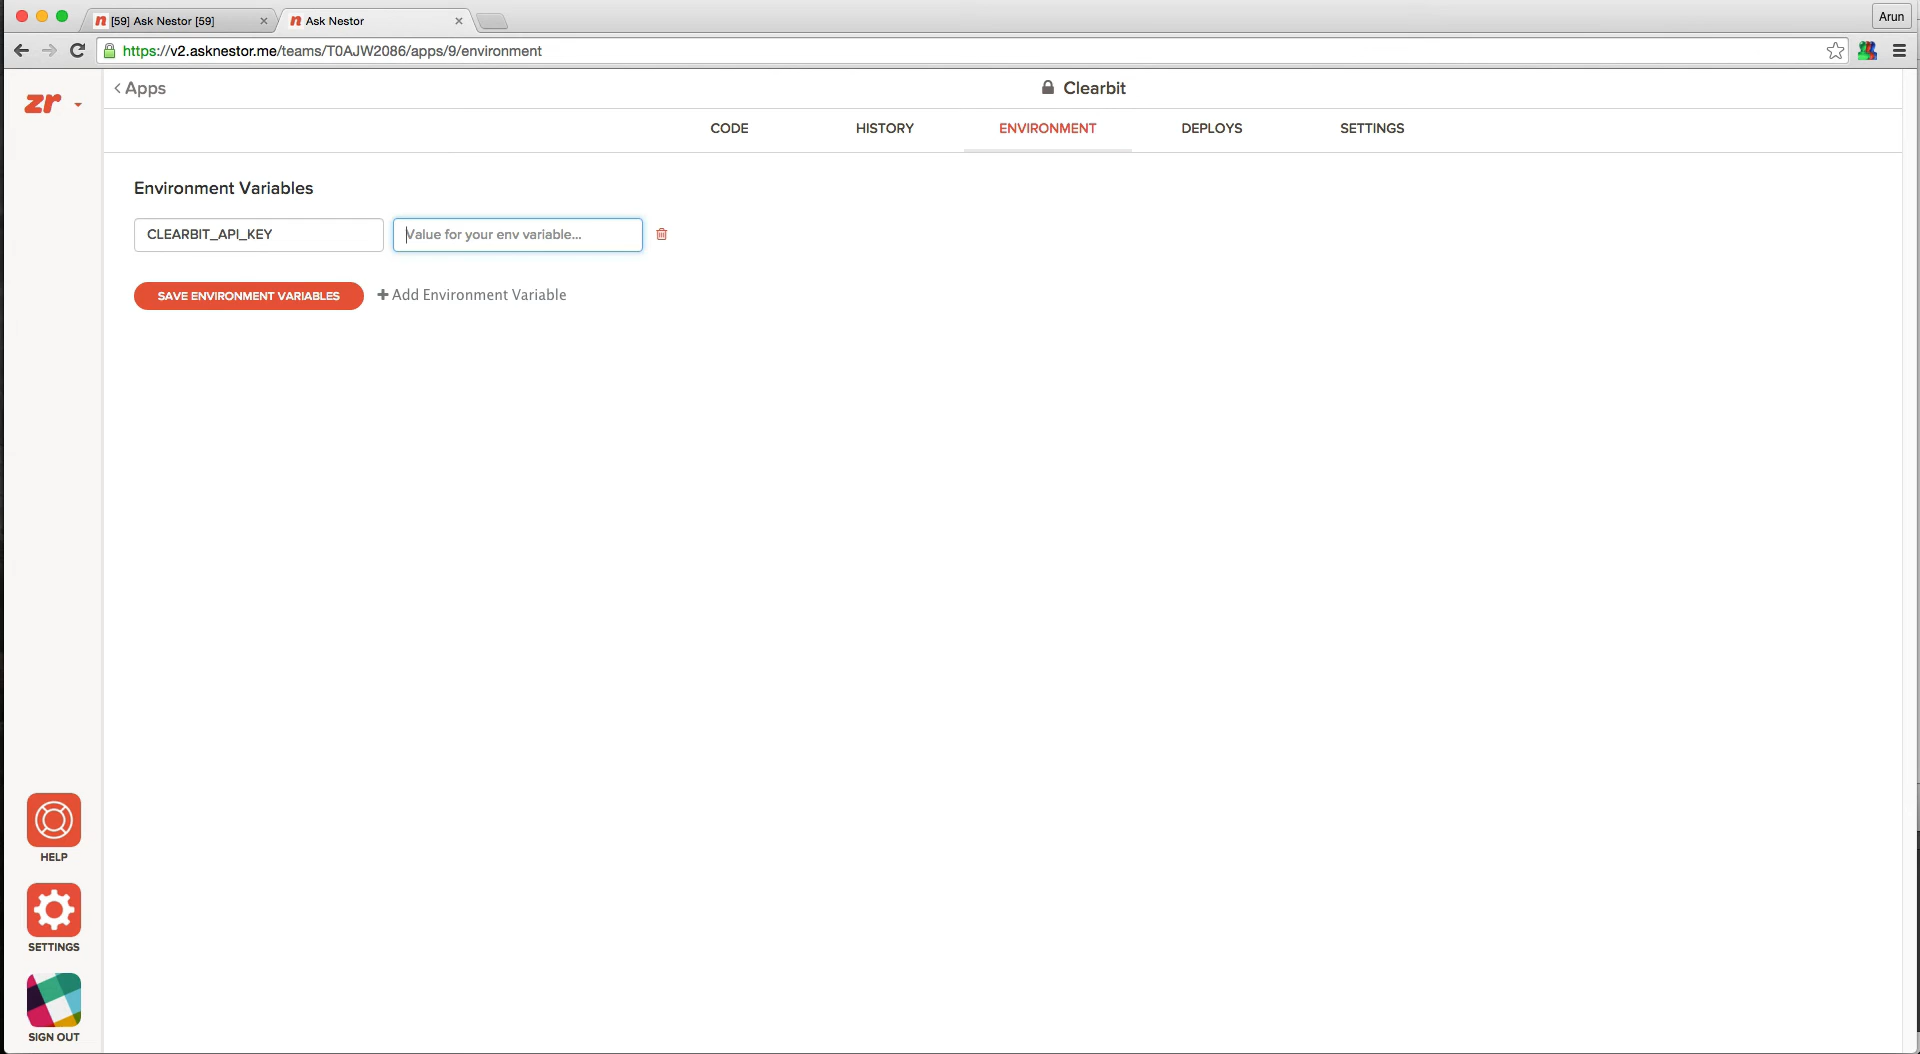 [59] Ask Nestor [59]
Ask Nestor
Arun
https://v2.asknestor.me/teams/T0AJW2086/apps/9/environment
zr
< Apps
Clearbit
CODE
HISTORY
ENVIRONMENT
DEPLOYS
SETTINGS
Environment Variables
CLEARBIT_API_KEY
Value for your env variable...
SAVE ENVIRONMENT VARIABLES
+ Add Environment Variable
HELP
SETTINGS
SIGN OUT